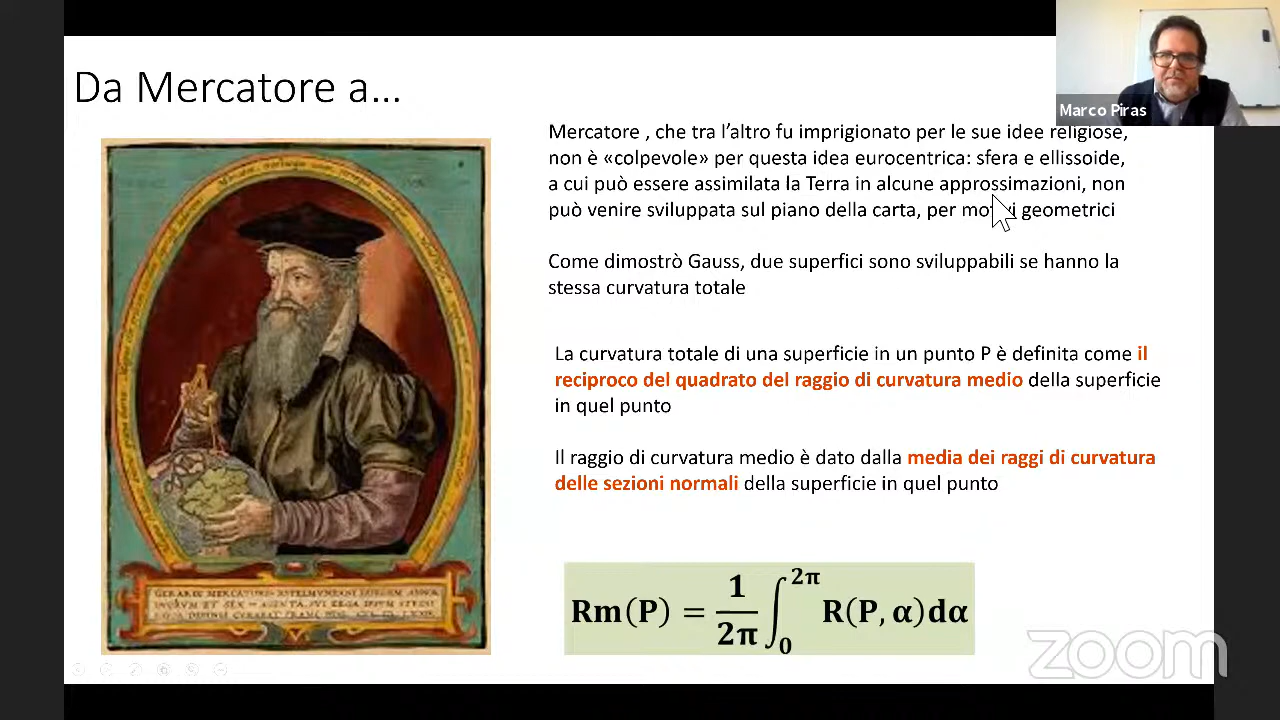 Da Mercatore a...
Marco Piras
Mercatore , che tra l’altro fu imprigionato per le sue idee religiose,
non è «colpevole» per questa idea eurocentrica: sfera e ellissoide,
a cui può essere assimilata la Terra in alcune approssimazioni, non
può venire sviluppata sul piano della carta, per motivi geometrici
Come dimostrò Gauss, due superfici sono sviluppabili se hanno la
stessa curvatura totale
La curvatura totale di una superficie in un punto P è definita come il
reciproco del quadrato del raggio di curvatura medio della superficie
in quel punto
Il raggio di curvatura medio è dato dalla media dei raggi di curvatura
delle sezioni normali della superficie in quel punto
Rm(P) = 1/2π ∫₀²π R(P, α)dα
zoom